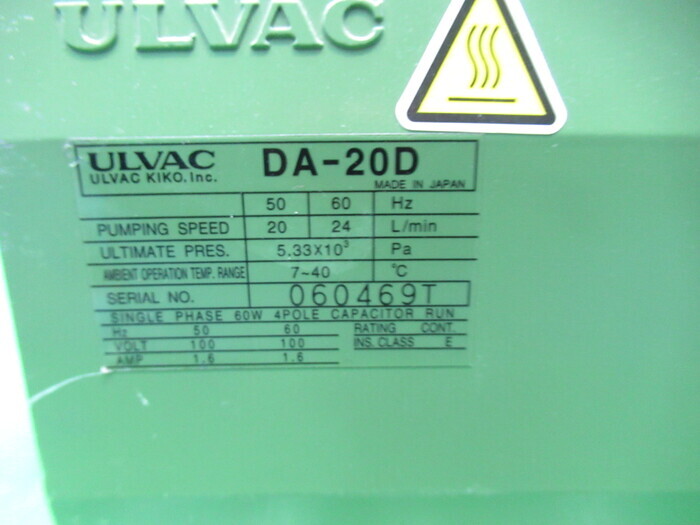 ULVAC
ULVAC DA-20D
ULVAC KIKO. Inc. MADE IN JAPAN
50 60 Hz
PUMPING SPEED 20 24 L/min
ULTIMATE PRES. 5.33X10³ Pa
AMBIENT OPERATION TEMP. RANGE 7~40 °C
SERIAL NO. 060469T
SINGLE PHASE 60W 4POLE CAPACITOR RUN
Hz 50 60 RATING CONT.
VOLT 100 100 INS. CLASS E
AMP 1.6 1.6